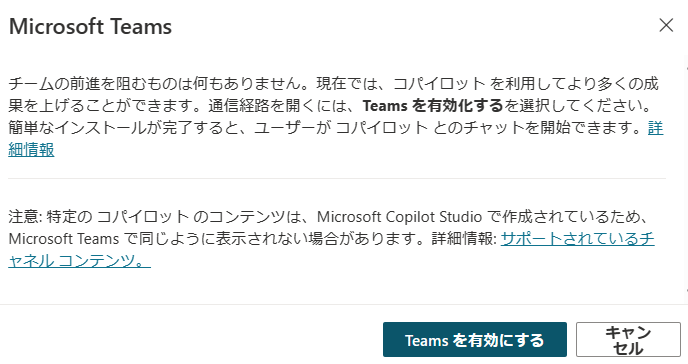 Microsoft Teams
チームの前進を阻むものは何もありません。現在では、コパイロット を利用してより多くの成
果を上げることができます。通信経路を開くには、Teams を有効化するを選択してください。
簡単なインストールが完了すると、ユーザーが コパイロット とのチャットを開始できます。詳
細情報
注意: 特定の コパイロット のコンテンツは、Microsoft Copilot Studio で作成されているため、
Microsoft Teams で同じように表示されない場合があります。詳細情報: サポートされているチ
ャネル コンテンツ。
Teams を有効にする
キャン
セル